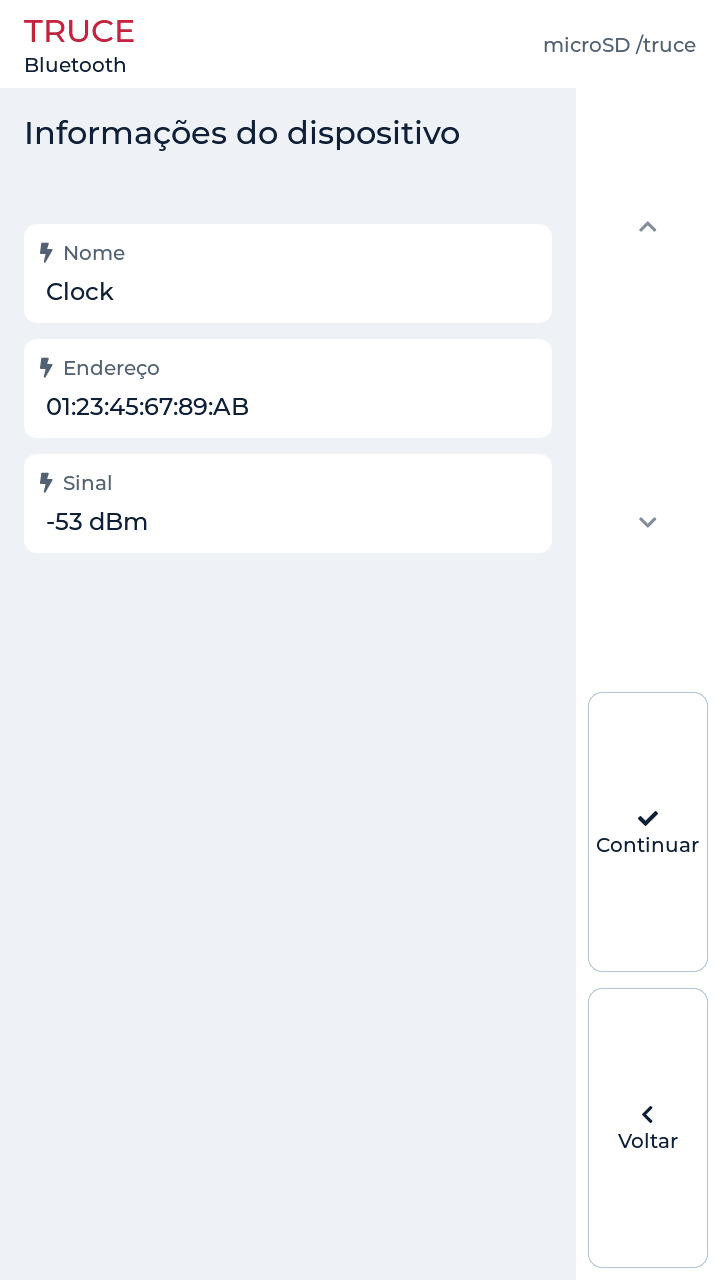 TRUCE
Bluetooth
microSD /truce
Informações do dispositivo
Nome
Clock
Endereço
01:23:45:67:89:AB
Sinal
-53 dBm
Continuar
Voltar